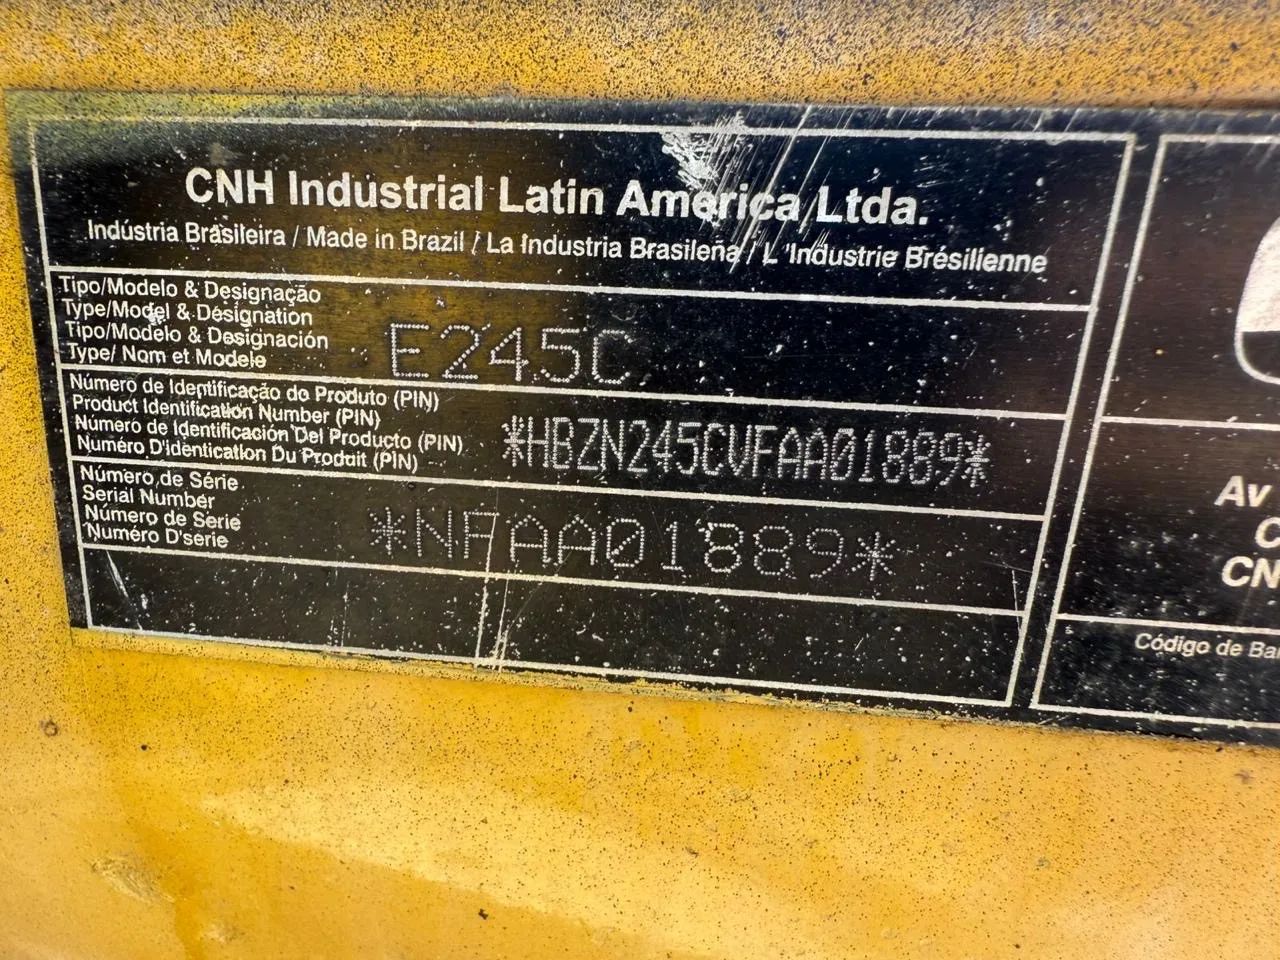 CNH Industrial Latin America Ltda.
Indústria Brasileira / Made in Brazil / La Industria Brasileña / L 'Industrie Brésilienne
Tipo/Modelo & Designação
Type/Model & Designation
Tipo/Modelo & Designación
Type/ Nom et Modele
E245C
Número de Identificação do Produto (PIN)
Product Identification Number (PIN)
Número de Identificación Del Producto (PIN)
Numéro D'identication Du Produit (PIN)
*HBZN245CVFAA01889*
Número de Série
Serial Number
Número de Serie
Numéro D'série
*NFAA01889*
Av
C
CN
Código de Bar